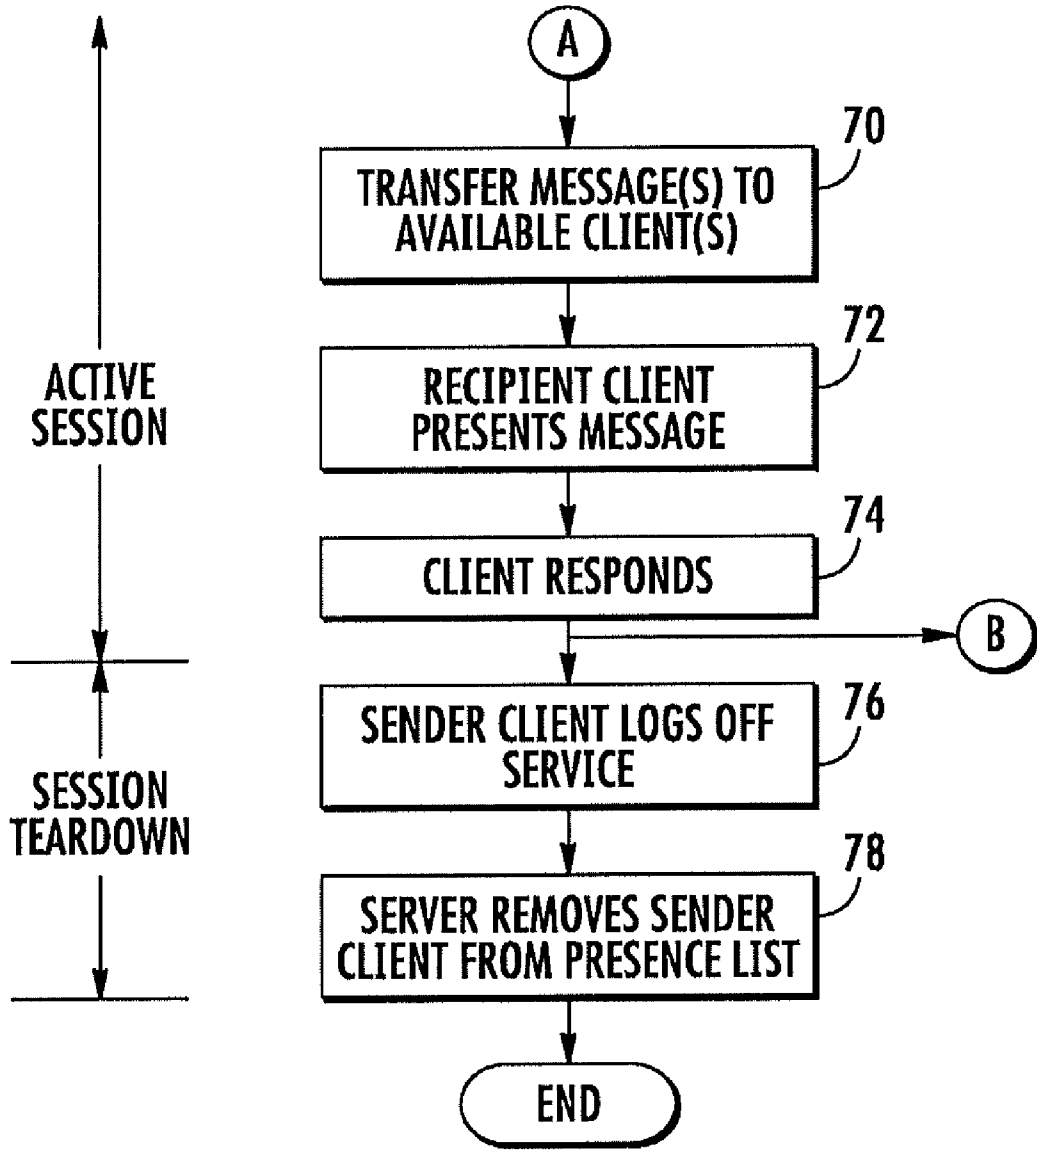 A
70
TRANSFER MESSAGE(S) TO
AVAILABLE CLIENT(S)
72
RECIPIENT CLIENT
PRESENTS MESSAGE
ACTIVE
SESSION
74
CLIENT RESPONDS
B
76
SENDER CLIENT LOGS OFF
SERVICE
SESSION
TEARDOWN
78
SERVER REMOVES SENDER
CLIENT FROM PRESENCE LIST
END